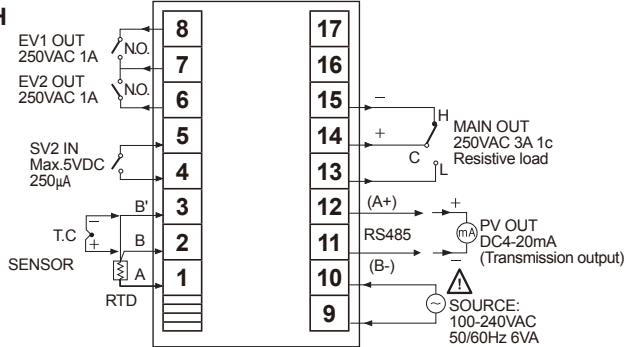 H
EV1 OUT
250VAC 1A
N.O.
EV2 OUT
250VAC 1A
N.O.
SV2 IN
Max.5VDC
250µA
B'
T.C
−
+
B
SENSOR
A
RTD
8
7
6
5
4
3
2
1
17
16
15
14
13
12
11
10
9
−
H
+
MAIN OUT
250VAC 3A 1c
Resistive load
C
L
(A+)
+
RS485
mA
PV OUT
DC4-20mA
(Transmission output)
(B-)
−
!
SOURCE:
100-240VAC
50/60Hz 6VA